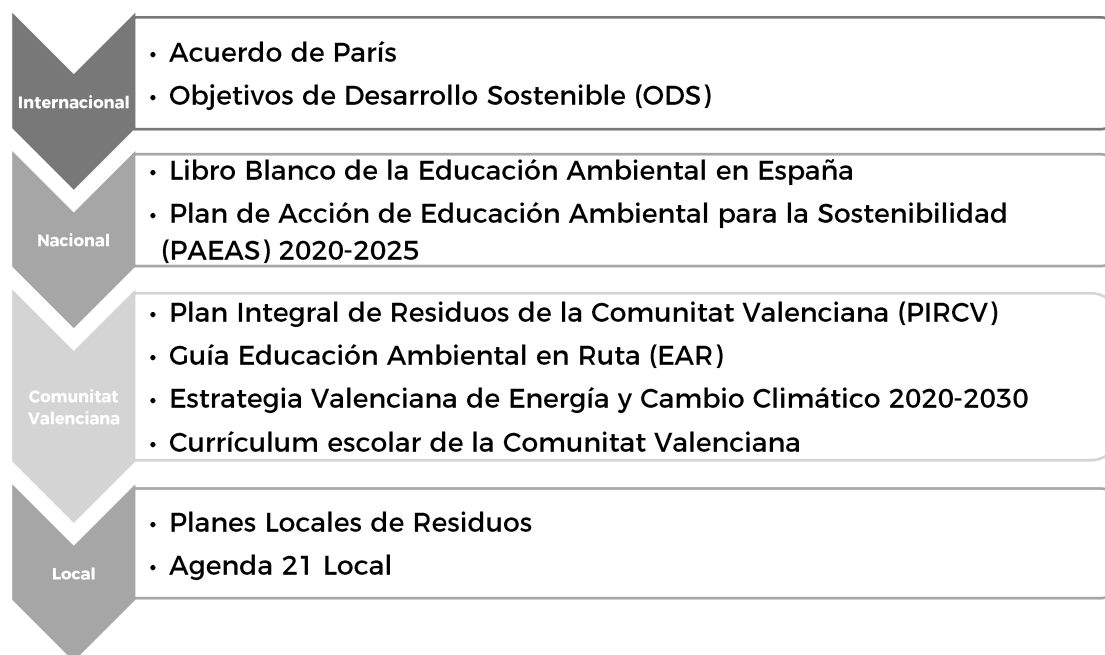 Internacional
• Acuerdo de París
• Objetivos de Desarrollo Sostenible (ODS)
Nacional
• Libro Blanco de la Educación Ambiental en España
• Plan de Acción de Educación Ambiental para la Sostenibilidad
(PAEAS) 2020-2025
Comunitat
Valenciana
• Plan Integral de Residuos de la Comunitat Valenciana (PIRCV)
• Guía Educación Ambiental en Ruta (EAR)
• Estrategia Valenciana de Energía y Cambio Climático 2020-2030
• Currículum escolar de la Comunitat Valenciana
Local
• Planes Locales de Residuos
• Agenda 21 Local